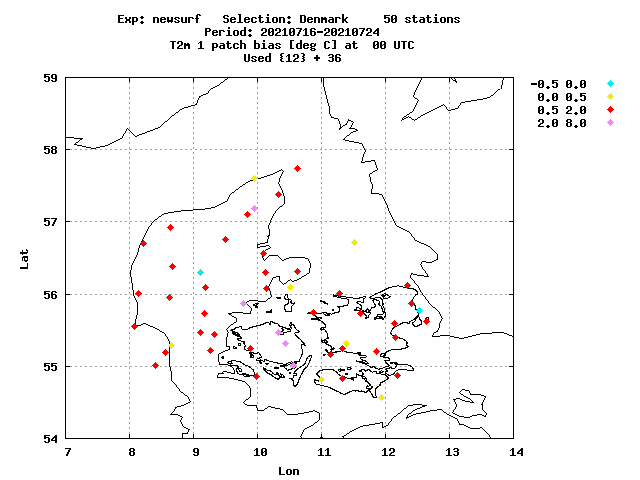 Exp: newsurf   Selection: Denmark     50 stations
Period: 20210716-20210724
T2m 1 patch bias [deg C] at  00 UTC
Used {12} + 36
-0.5 0.0
0.0 0.5
0.5 2.0
2.0 8.0
59
58
57
56
55
54
Lat
7 8 9 10 11 12 13 14
Lon